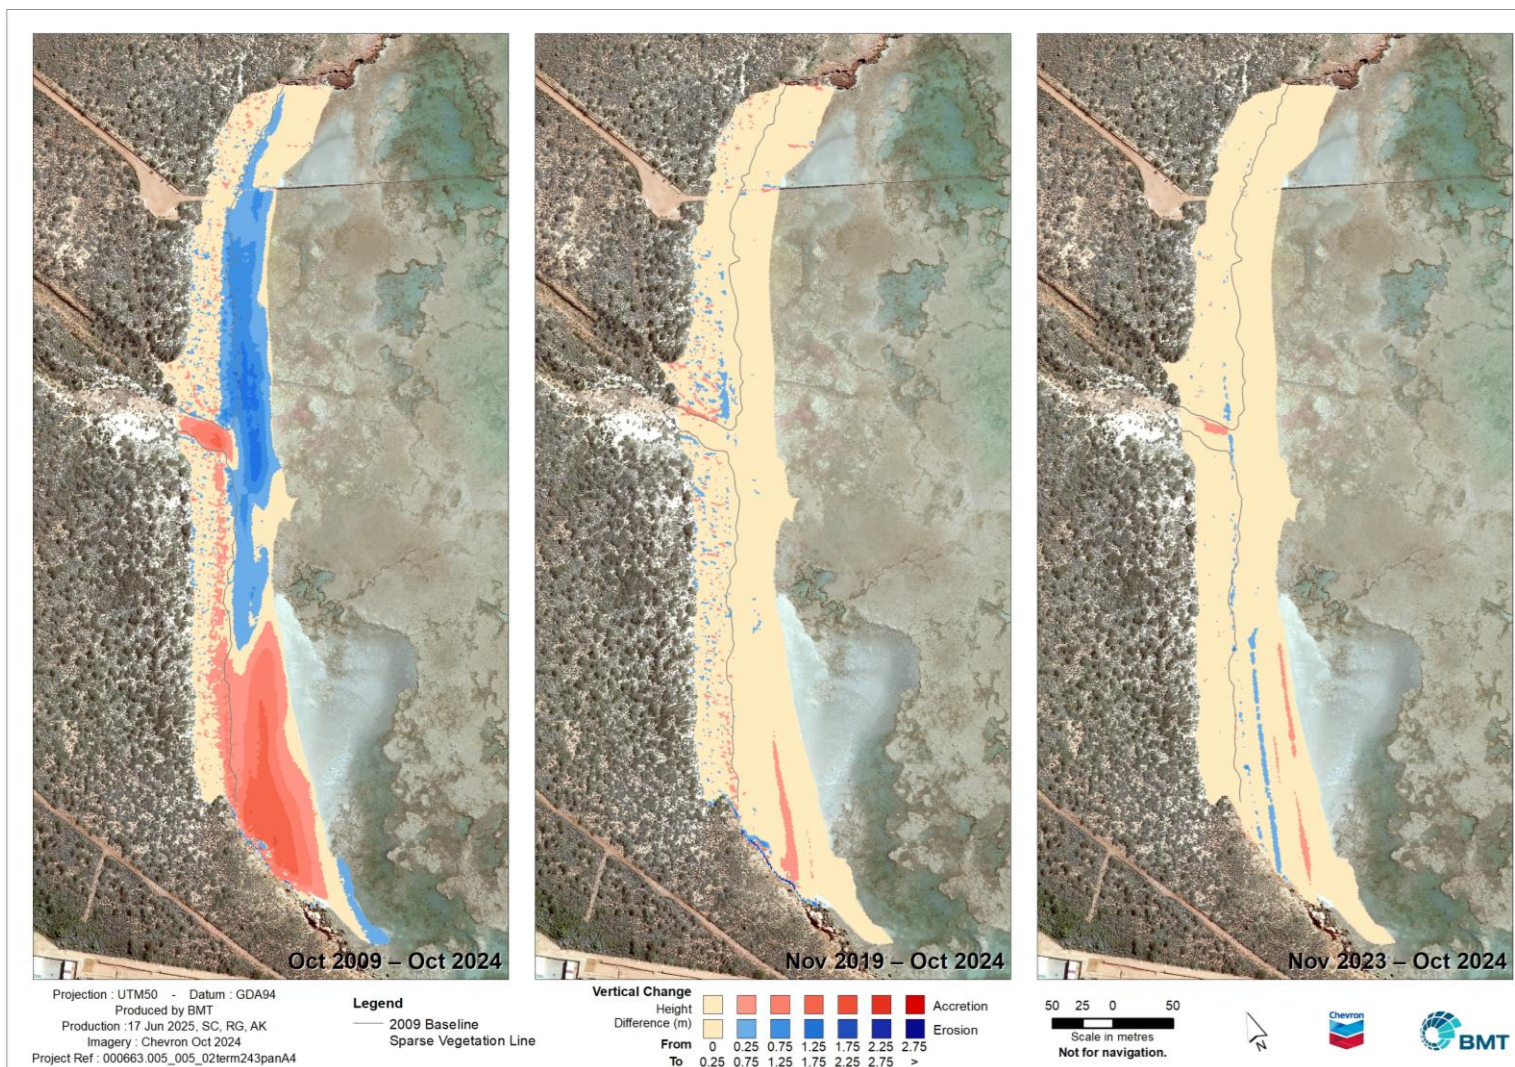 Oct 2009 – Oct 2024
Nov 2019 – Oct 2024
Nov 2023 – Oct 2024
Projection : UTM50 - Datum : GDA94
Produced by BMT
Production :17 Jun 2025, SC, RG, AK
Imagery : Chevron Oct 2024
Project Ref : 000663.005_005_02term243panA4
Legend
2009 Baseline
Sparse Vegetation Line
Vertical Change
Height
Difference (m)
Accretion
Erosion
From 0 0.25 0.75 1.25 1.75 2.25 2.75
To 0.25 0.75 1.25 1.75 2.25 2.75 >
50 25 0 50
Scale in metres
Not for navigation.
N
Chevron
BMT